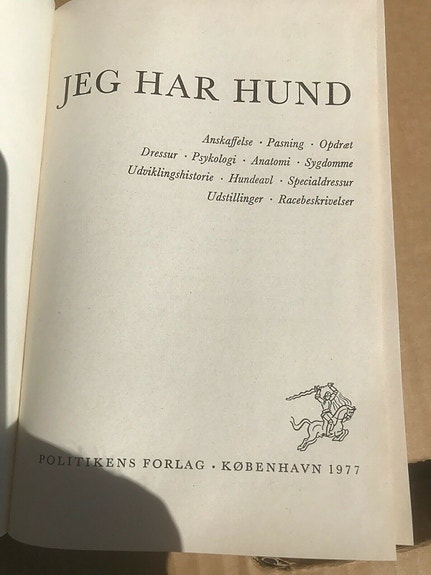 JEG HAR HUND
Anskaffelse · Pasning · Opdræt
Dressur · Psykologi · Anatomi · Sygdomme
Udviklingshistorie · Hundeavl · Specialdressur
Udstillinger · Racebeskrivelser
POLITIKENS FORLAG · KØBENHAVN 1977